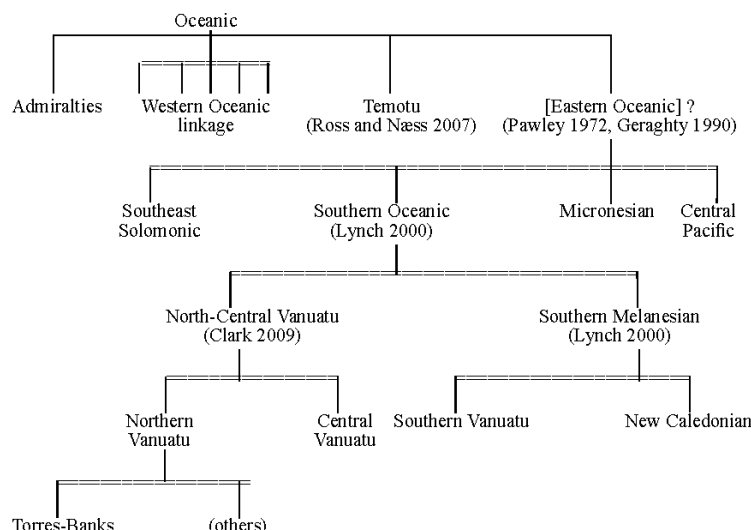 Oceanic
Admiralties
Western Oceanic
linkage
Temotu
(Ross and Næss 2007)
[Eastern Oceanic] ?
(Pawley 1972, Geraghty 1990)
Southeast
Solomonic
Southern Oceanic
(Lynch 2000)
Micronesian
Central
Pacific
North-Central Vanuatu
(Clark 2009)
Southern Melanesian
(Lynch 2000)
Northern
Vanuatu
Central
Vanuatu
Southern Vanuatu
New Caledonian
Torres-Banks
(others)